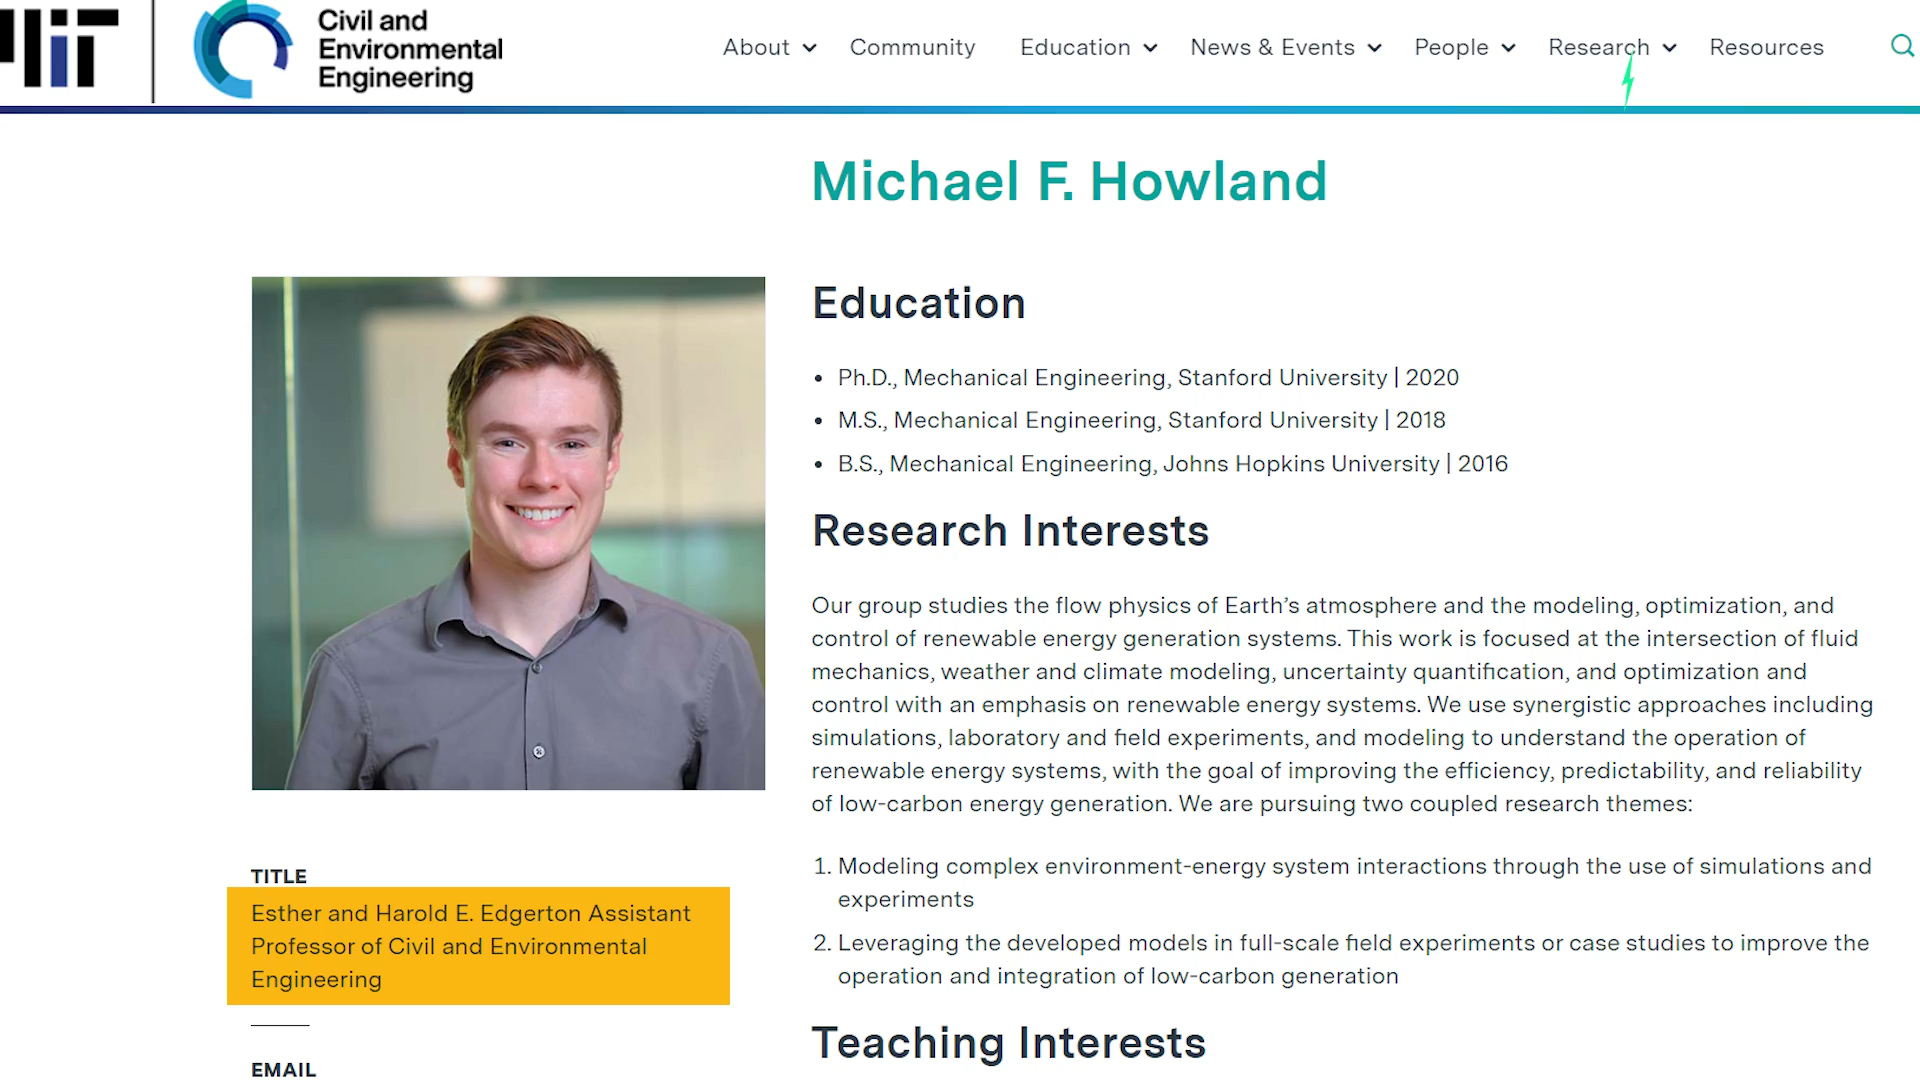 MIT
Civil and
Environmental
Engineering
About
Community
Education
News & Events
People
Research
Resources
Michael F. Howland
Education
• Ph.D., Mechanical Engineering, Stanford University | 2020
• M.S., Mechanical Engineering, Stanford University | 2018
• B.S., Mechanical Engineering, Johns Hopkins University | 2016
Research Interests
Our group studies the flow physics of Earth’s atmosphere and the modeling, optimization, and
control of renewable energy generation systems. This work is focused at the intersection of fluid
mechanics, weather and climate modeling, uncertainty quantification, and optimization and
control with an emphasis on renewable energy systems. We use synergistic approaches including
simulations, laboratory and field experiments, and modeling to understand the operation of
renewable energy systems, with the goal of improving the efficiency, predictability, and reliability
of low-carbon energy generation. We are pursuing two coupled research themes:
1. Modeling complex environment-energy system interactions through the use of simulations and
experiments
2. Leveraging the developed models in full-scale field experiments or case studies to improve the
operation and integration of low-carbon generation
Teaching Interests
TITLE
Esther and Harold E. Edgerton Assistant
Professor of Civil and Environmental
Engineering
EMAIL